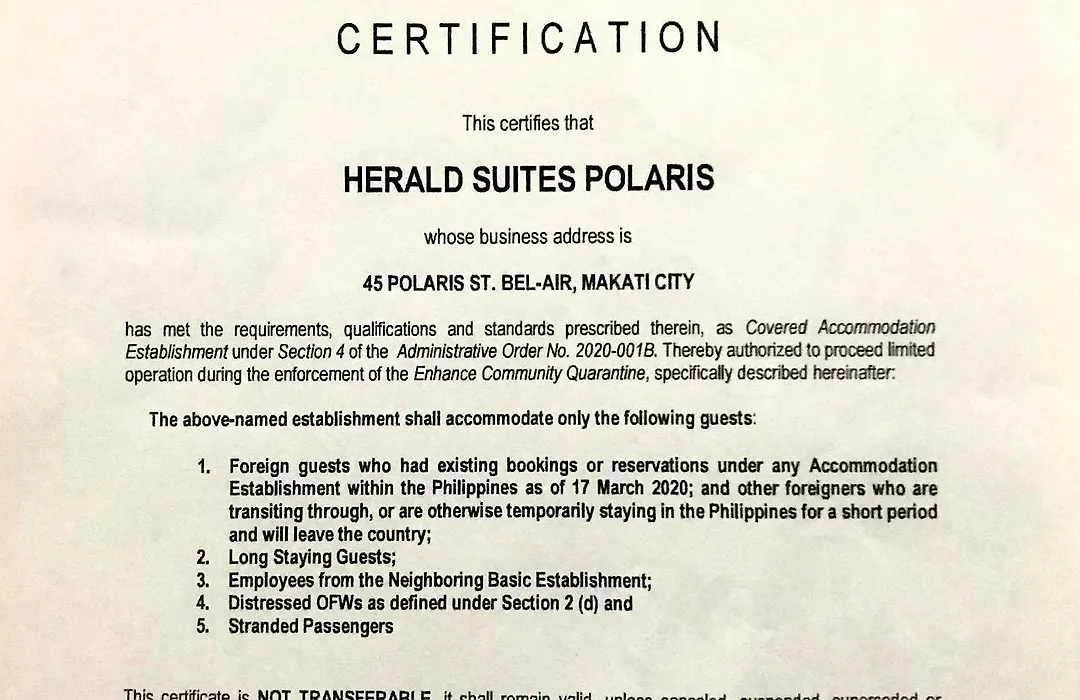 CERTIFICATION
This certifies that
HERALD SUITES POLARIS
whose business address is
45 POLARIS ST. BEL-AIR, MAKATI CITY
has met the requirements, qualifications and standards prescribed therein, as Covered Accommodation
Establishment under Section 4 of the Administrative Order No. 2020-001B. Thereby authorized to proceed limited
operation during the enforcement of the Enhance Community Quarantine, specifically described hereinafter:
The above-named establishment shall accommodate only the following guests:
1. Foreign guests who had existing bookings or reservations under any Accommodation
Establishment within the Philippines as of 17 March 2020; and other foreigners who are
transiting through, or are otherwise temporarily staying in the Philippines for a short period
and will leave the country;
2. Long Staying Guests;
3. Employees from the Neighboring Basic Establishment;
4. Distressed OFWs as defined under Section 2 (d) and
5. Stranded Passengers
This certificate is NOT TRANSFERABLE, it shall remain valid, unless canceled, suspended, superceded or